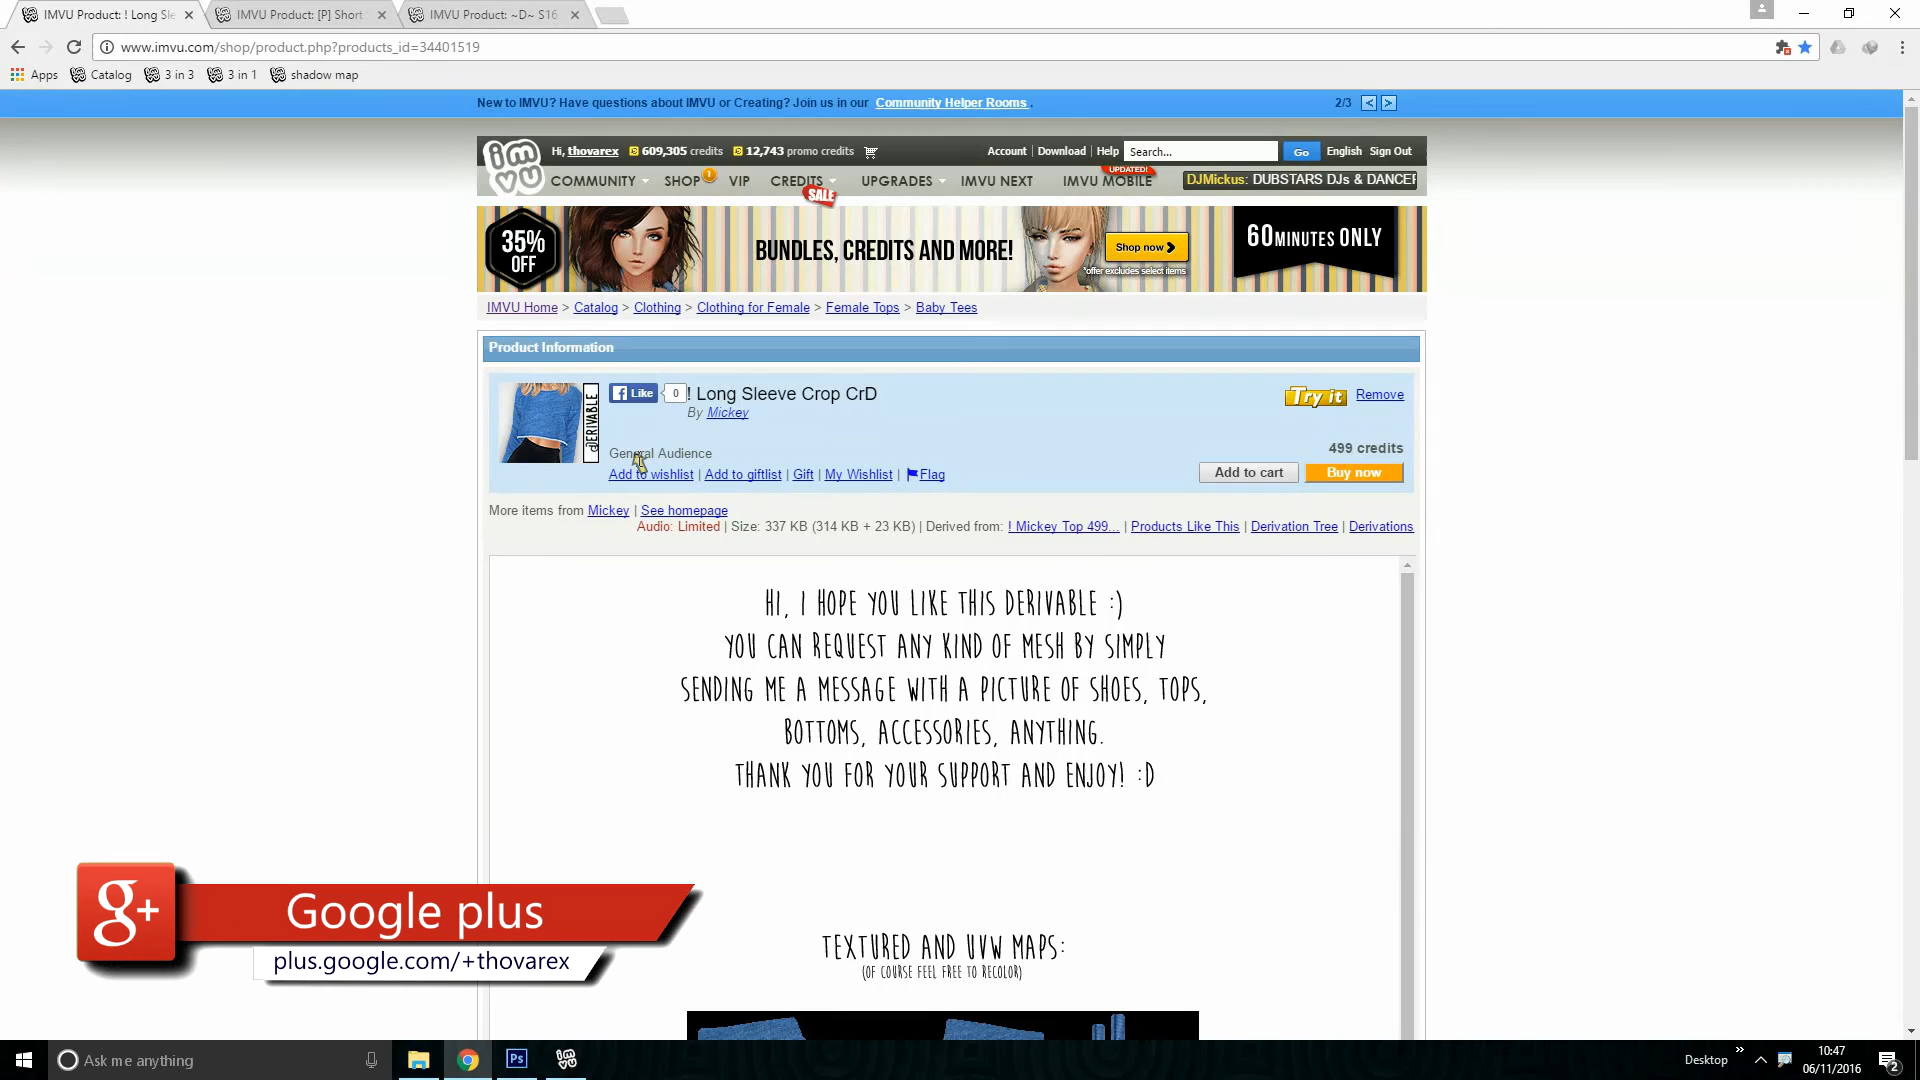 IMVU Product: ! Long Sle
IMVU Product: [P] Short
IMVU Product: ~D~ S16
www.imvu.com/shop/product.php?products_id=34401519
Apps
Catalog
3 in 3
3 in 1
shadow map
New to IMVU? Have questions about IMVU or Creating? Join us in our Community Helper Rooms .
2/3 < >
imvu
Hi, thovarex 609,305 credits 12,743 promo credits
Account | Download | Help Search... Go English Sign Out
COMMUNITY SHOP 1 VIP CREDITS SALE UPGRADES IMVU NEXT IMVU MOBILE UPDATED!
DJMickus: DUBSTARS DJs & DANCER
35% OFF
BUNDLES, CREDITS AND MORE!
Shop now
*offer excludes select items
60 MINUTES ONLY
IMVU Home > Catalog > Clothing > Clothing for Female > Female Tops > Baby Tees
Product Information
DERIVABLE
Like 0 ! Long Sleeve Crop CrD
By Mickey
Try it Remove
General Audience
499 credits
Add to wishlist | Add to giftlist | Gift | My Wishlist | Flag
Add to cart Buy now
More items from Mickey | See homepage
Audio: Limited | Size: 337 KB (314 KB + 23 KB) | Derived from: ! Mickey Top 499... | Products Like This | Derivation Tree | Derivations
HI, I HOPE YOU LIKE THIS DERIVABLE :)
YOU CAN REQUEST ANY KIND OF MESH BY SIMPLY
SENDING ME A MESSAGE WITH A PICTURE OF SHOES, TOPS,
BOTTOMS, ACCESSORIES, ANYTHING.
THANK YOU FOR YOUR SUPPORT AND ENJOY! :D
TEXTURED AND UVW MAPS:
(OF COURSE FEEL FREE TO RECOLOR)
g+
Google plus
plus.google.com/+thovarex
Ask me anything
Ps
Desktop
10:47
06/11/2016
2